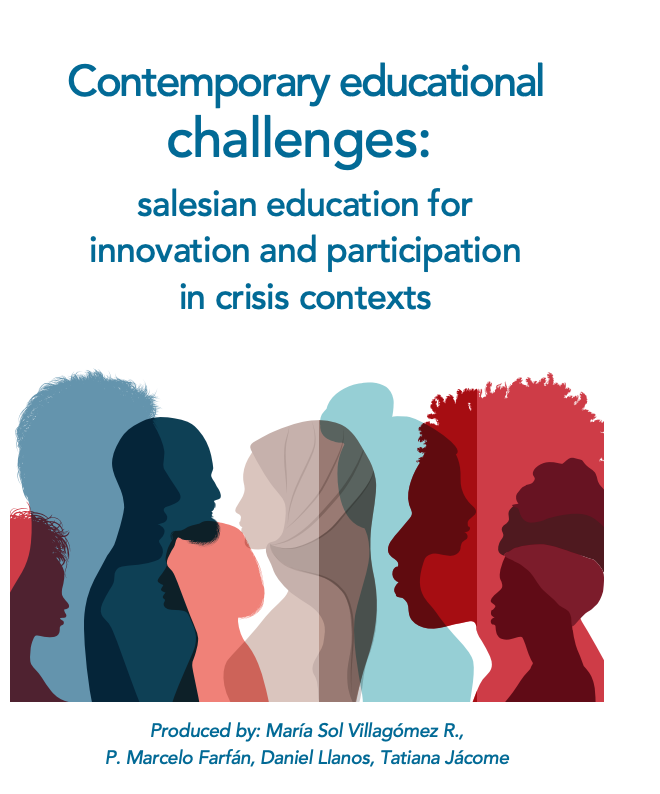 Contemporary educational
challenges:
salesian education for
innovation and participation
in crisis contexts
Produced by: María Sol Villagómez R.,
P. Marcelo Farfán, Daniel Llanos, Tatiana Jácome